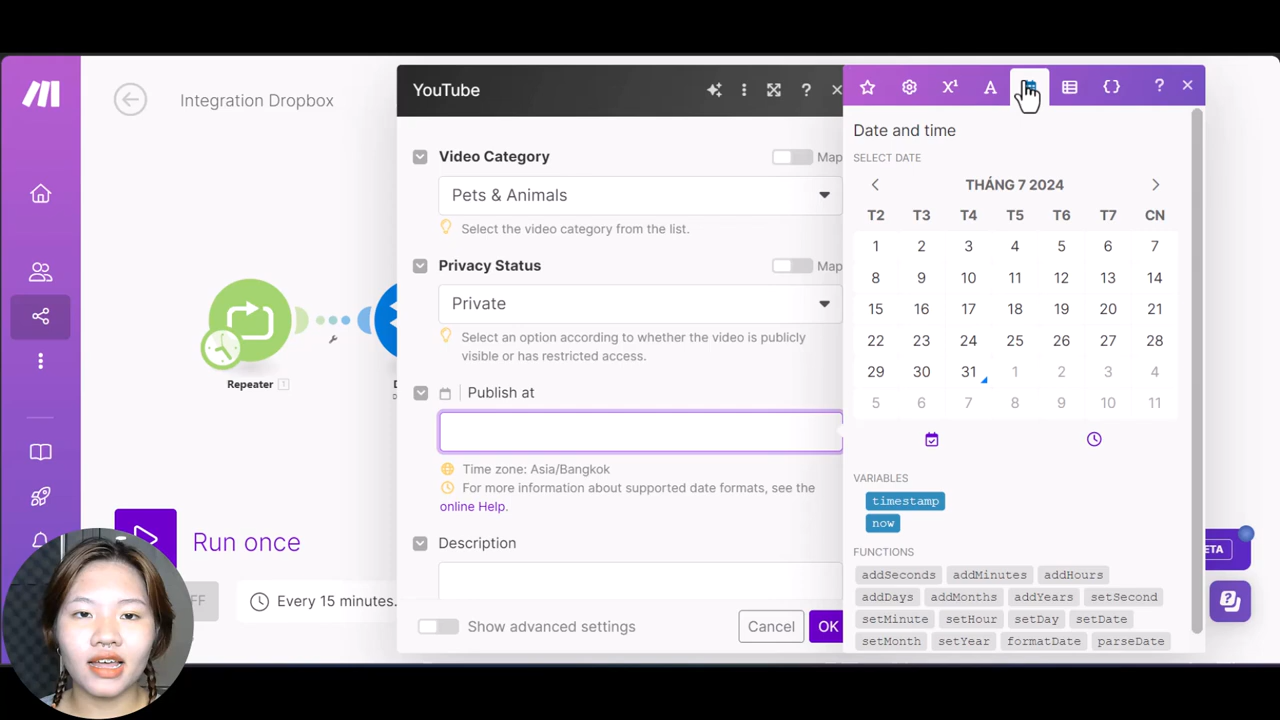 Integration Dropbox
Repeater
Run once
Every 15 minutes.
YouTube
Video Category
Map
Pets & Animals
Select the video category from the list.
Privacy Status
Map
Private
Select an option according to whether the video is publicly
visible or has restricted access.
Publish at
Time zone: Asia/Bangkok
For more information about supported date formats, see the
online Help.
Description
Show advanced settings
Cancel
OK
X¹
A
{}
?
Date and time
SELECT DATE
THÁNG 7 2024
T2 T3 T4 T5 T6 T7 CN
1 2 3 4 5 6 7
8 9 10 11 12 13 14
15 16 17 18 19 20 21
22 23 24 25 26 27 28
29 30 31 1 2 3 4
5 6 7 8 9 10 11
VARIABLES
timestamp
now
FUNCTIONS
addSeconds addMinutes addHours
addDays addMonths addYears setSecond
setMinute setHour setDay setDate
setMonth setYear formatDate parseDate
ETA